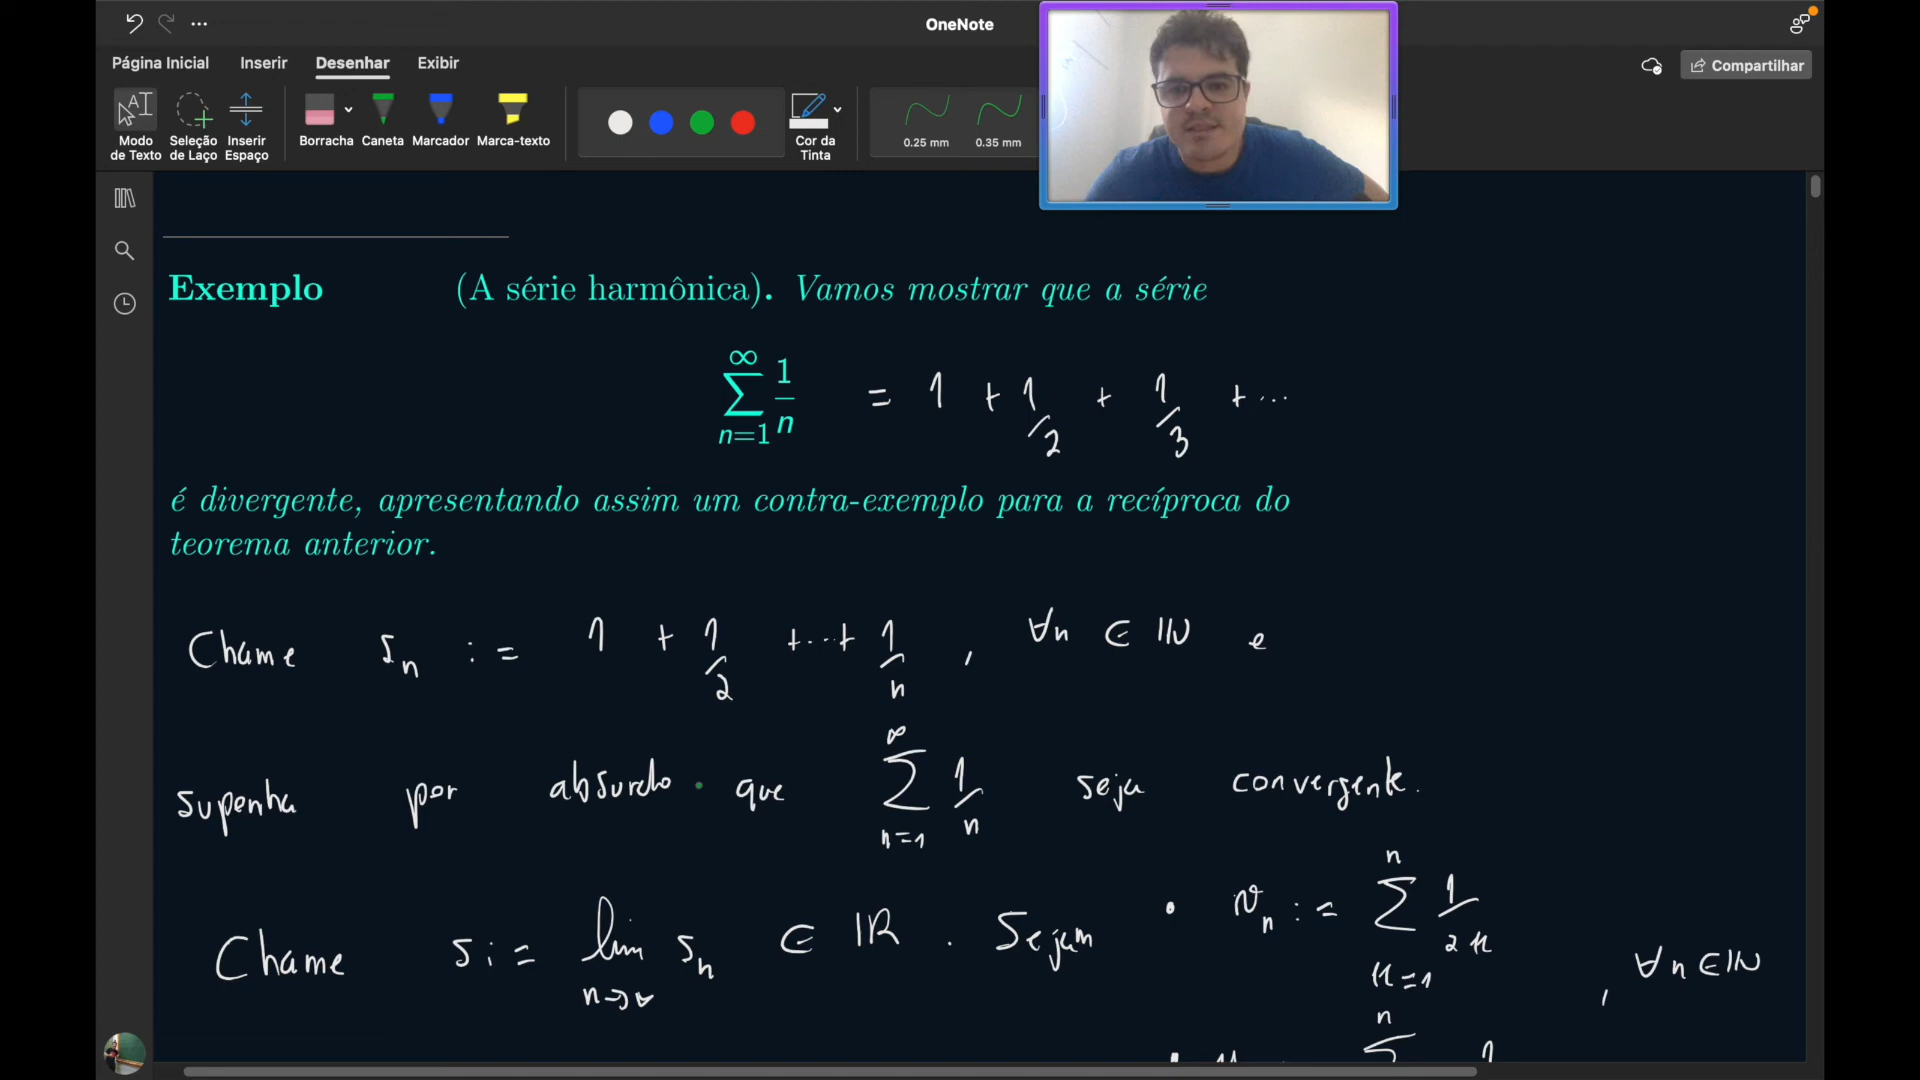 OneNote
Página Inicial Inserir Desenhar Exibir
Compartilhar
Modo de Texto Seleção de Laço Inserir Espaço Borracha Caneta Marcador Marca-texto Cor da Tinta 0.25 mm 0.35 mm
Exemplo (A série harmônica). Vamos mostrar que a série
∑_{n=1}^{∞} 1/n = 1 + 1/2 + 1/3 + ...
é divergente, apresentando assim um contra-exemplo para a recíproca do
teorema anterior.
Chame s_n := 1 + 1/2 + ... + 1/n , ∀n ∈ ℕ e
suponha por absurdo que ∑_{n=1}^{∞} 1/n seja convergente.
Chame s := lim_{n→∞} s_n ∈ ℝ . Sejam • v_n := ∑_{k=1}^{n} 1/2k
, ∀n ∈ ℕ